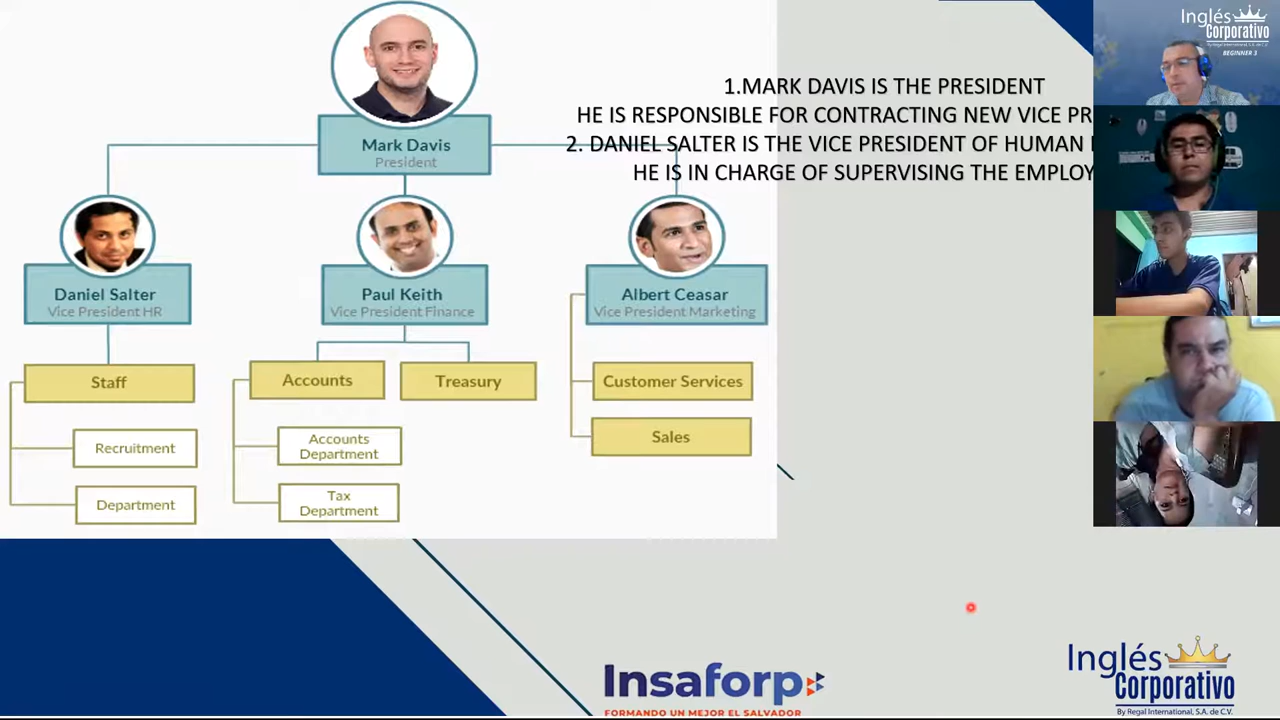 Mark Davis
President
1.MARK DAVIS IS THE PRESIDENT
HE IS RESPONSIBLE FOR CONTRACTING NEW VICE
2. DANIEL SALTER IS THE VICE PRESIDENT OF HUMAN
HE IS IN CHARGE OF SUPERVISING THE
Daniel Salter
Vice President HR
Paul Keith
Vice President Finance
Albert Ceasar
Vice President Marketing
Staff
Recruitment
Department
Accounts
Treasury
Accounts
Department
Tax
Department
Customer Services
Sales
Inglés
Corporativo
By Regal International, S.A. de C.V.
BEGINNER 3
Insaforp
FORMANDO UN MEJOR EL SALVADOR
Inglés
Corporativo
By Regal International, S.A. de C.V.